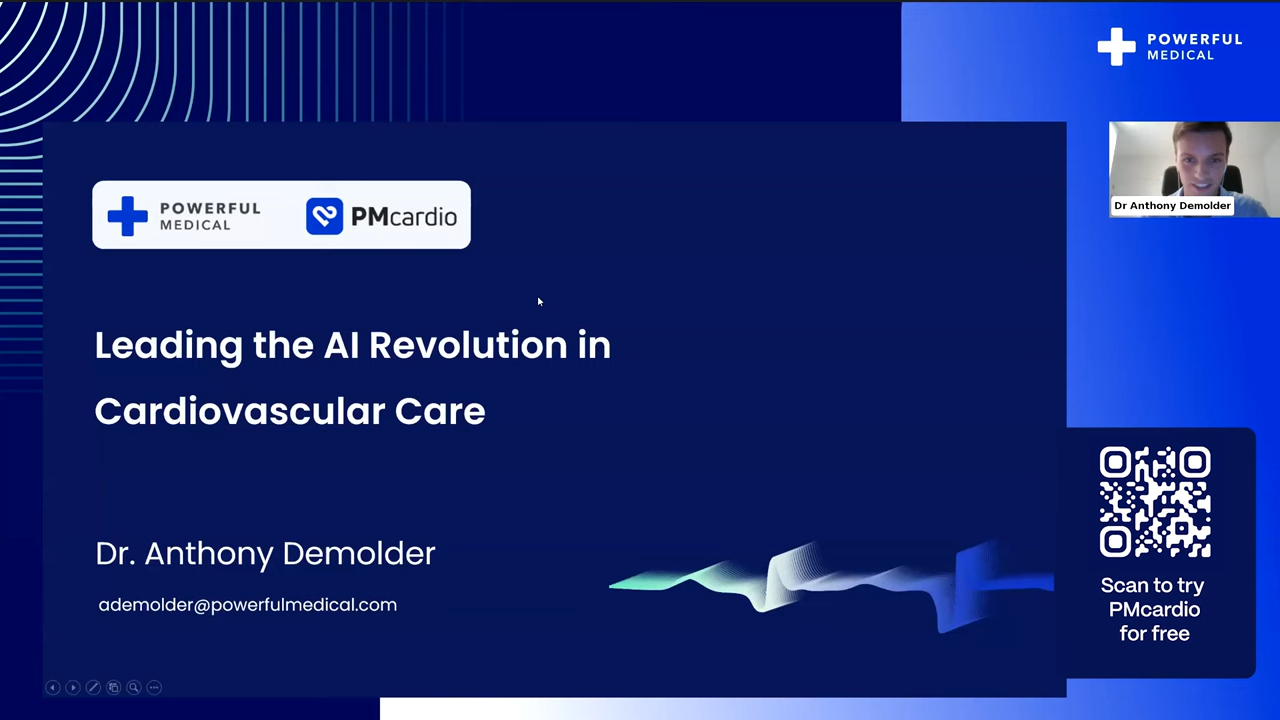 POWERFUL
MEDICAL
Dr Anthony Demolder
POWERFUL
MEDICAL
PMcardio
Leading the AI Revolution in
Cardiovascular Care
Dr. Anthony Demolder
ademolder@powerfulmedical.com
Scan to try
PMcardio
for free